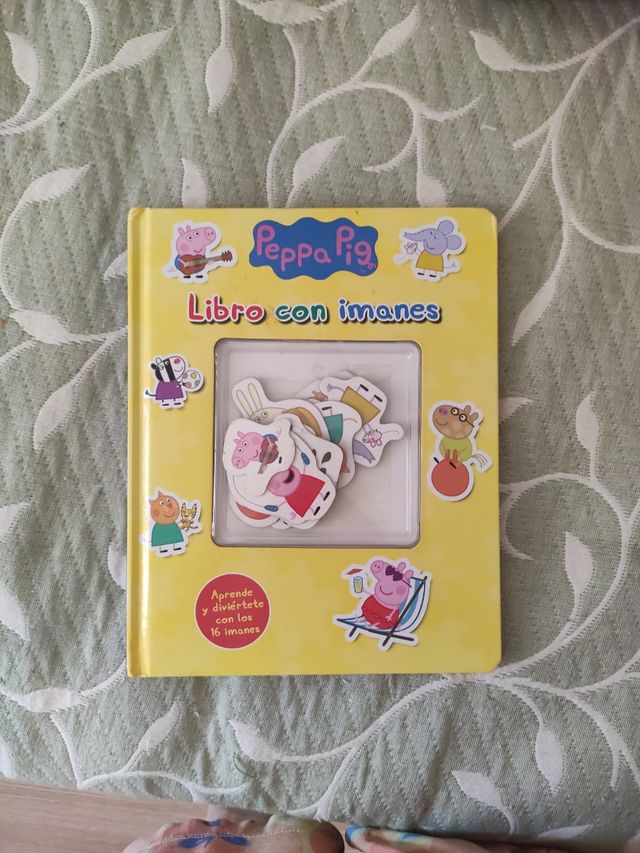 Peppa Pig
Libro con imanes
Aprende
y diviértete
con los
16 imanes